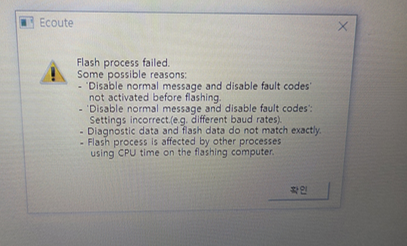 Ecoute
Flash process failed.
Some possible reasons:
- 'Disable normal message and disable fault codes'
not activated before flashing.
- 'Disable normal message and disable fault codes':
Settings incorrect.(e.g. different baud rates).
- Diagnostic data and flash data do not match exactly.
- Flash process is affected by other processes
using CPU time on the flashing computer.
확인